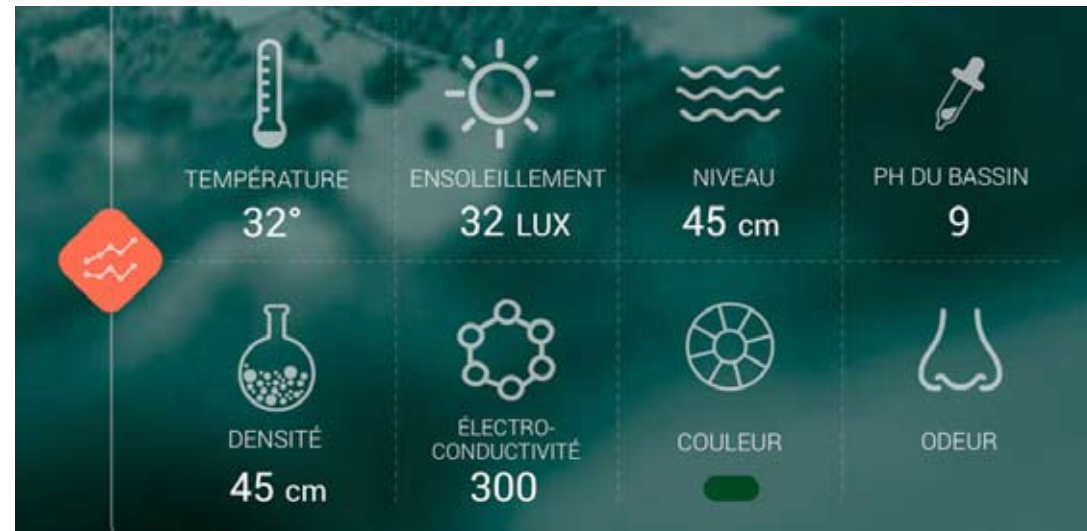 TEMPÉRATURE
32°
ENSOLEILLEMENT
32 LUX
NIVEAU
45 cm
PH DU BASSIN
9
DENSITÉ
45 cm
ÉLECTRO-
CONDUCTIVITÉ
300
COULEUR
ODEUR